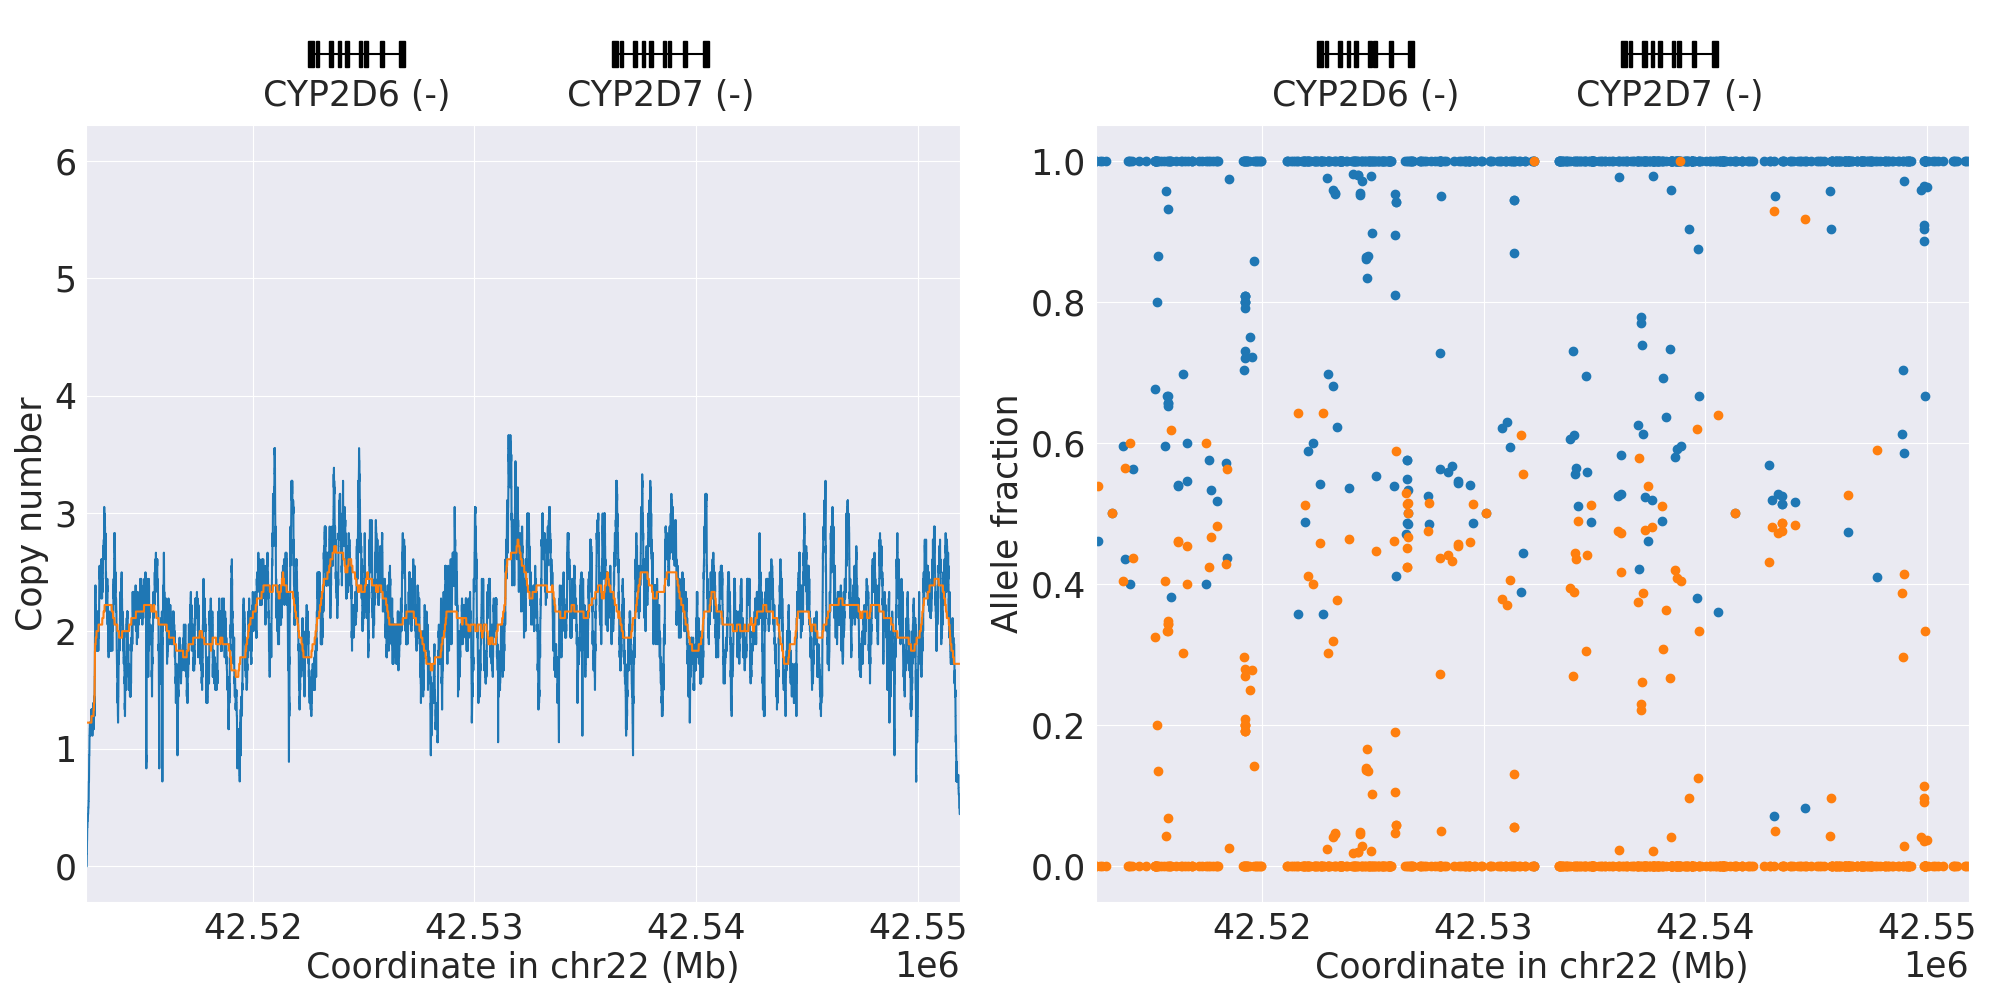 CYP2D6 (-) CYP2D7 (-)
6
5
4
3
2
1
0
Copy number
42.52 42.53 42.54 42.55
Coordinate in chr22 (Mb) 1e6
CYP2D6 (-) CYP2D7 (-)
1.0
0.8
0.6
0.4
0.2
0.0
Allele fraction
42.52 42.53 42.54 42.55
Coordinate in chr22 (Mb) 1e6